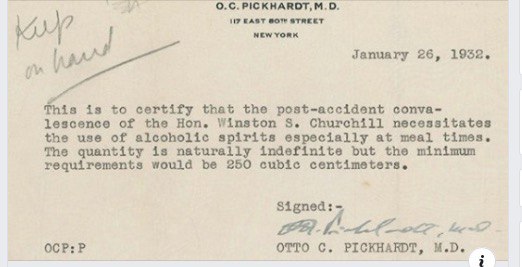 O.C. PICKHARDT, M.D.
117 EAST 80TH STREET
NEW YORK
Keep
on hand
January 26, 1932.
This is to certify that the post-accident conva-
lescence of the Hon. Winston S. Churchill necessitates
the use of alcoholic spirits especially at meal times.
The quantity is naturally indefinite but the minimum
requirements would be 250 cubic centimeters.
Signed:-
OCP:P
OTTO C. PICKHARDT, M.D.